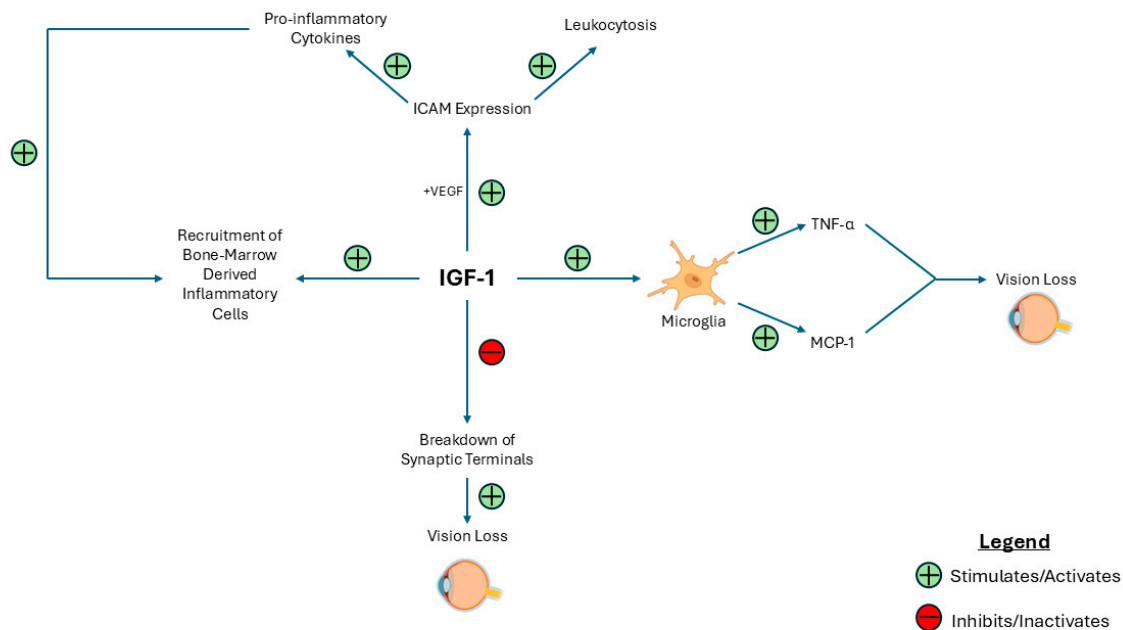 Pro-inflammatory
Cytokines
Leukocytosis
ICAM Expression
+VEGF
Recruitment of
Bone-Marrow
Derived
Inflammatory
Cells
IGF-1
Microglia
TNF-α
MCP-1
Vision Loss
Breakdown of
Synaptic Terminals
Vision Loss
Legend
Stimulates/Activates
Inhibits/Inactivates